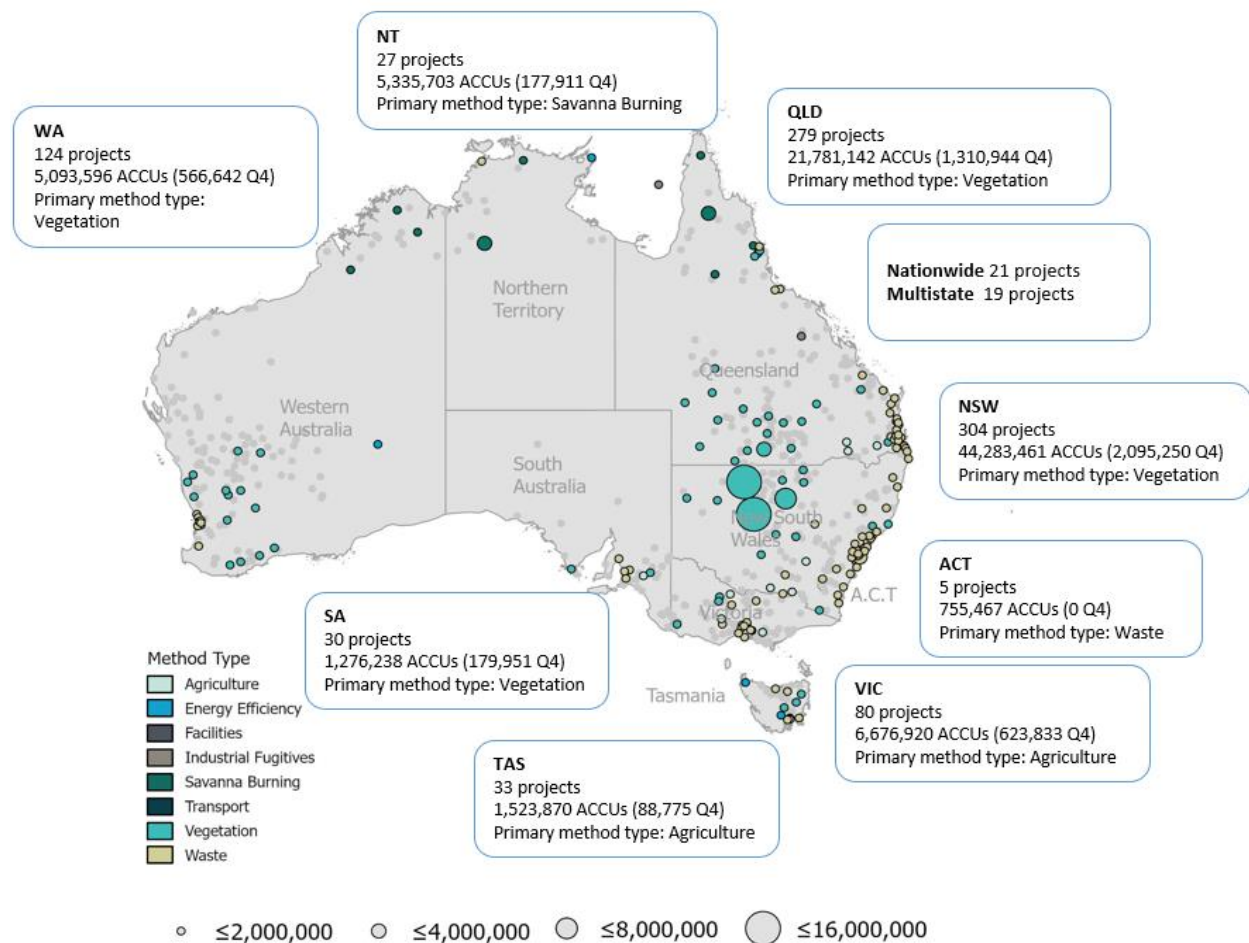 NT
27 projects
5,335,703 ACCUs (177,911 Q4)
Primary method type: Savanna Burning
WA
124 projects
5,093,596 ACCUs (566,642 Q4)
Primary method type:
Vegetation
QLD
279 projects
21,781,142 ACCUs (1,310,944 Q4)
Primary method type: Vegetation
Nationwide 21 projects
Multistate 19 projects
Northern
Territory
Queensland
Western
Australia
South
Australia
New South
Wales
Victoria
A.C.T
Tasmania
NSW
304 projects
44,283,461 ACCUs (2,095,250 Q4)
Primary method type: Vegetation
ACT
5 projects
755,467 ACCUs (0 Q4)
Primary method type: Waste
SA
30 projects
1,276,238 ACCUs (179,951 Q4)
Primary method type: Vegetation
VIC
80 projects
6,676,920 ACCUs (623,833 Q4)
Primary method type: Agriculture
TAS
33 projects
1,523,870 ACCUs (88,775 Q4)
Primary method type: Agriculture
Method Type
Agriculture
Energy Efficiency
Facilities
Industrial Fugitives
Savanna Burning
Transport
Vegetation
Waste
≤2,000,000
≤4,000,000
≤8,000,000
≤16,000,000